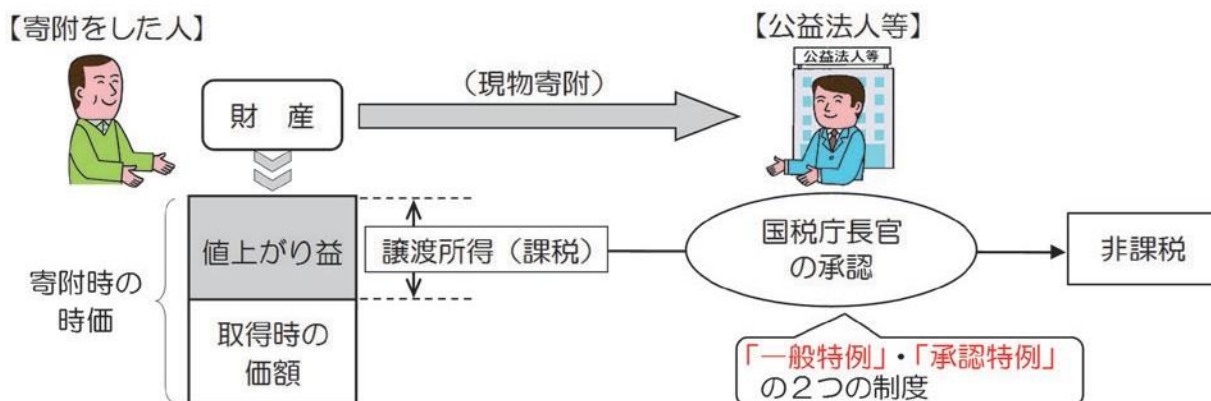 【寄附をした人】
【公益法人等】
公益法人等
財 産
（現物寄附）
値上がり益
譲渡所得（課税）
国税庁長官
の承認
非課税
寄附時の
時価
取得時の
価額
「一般特例」・「承認特例」
の２つの制度